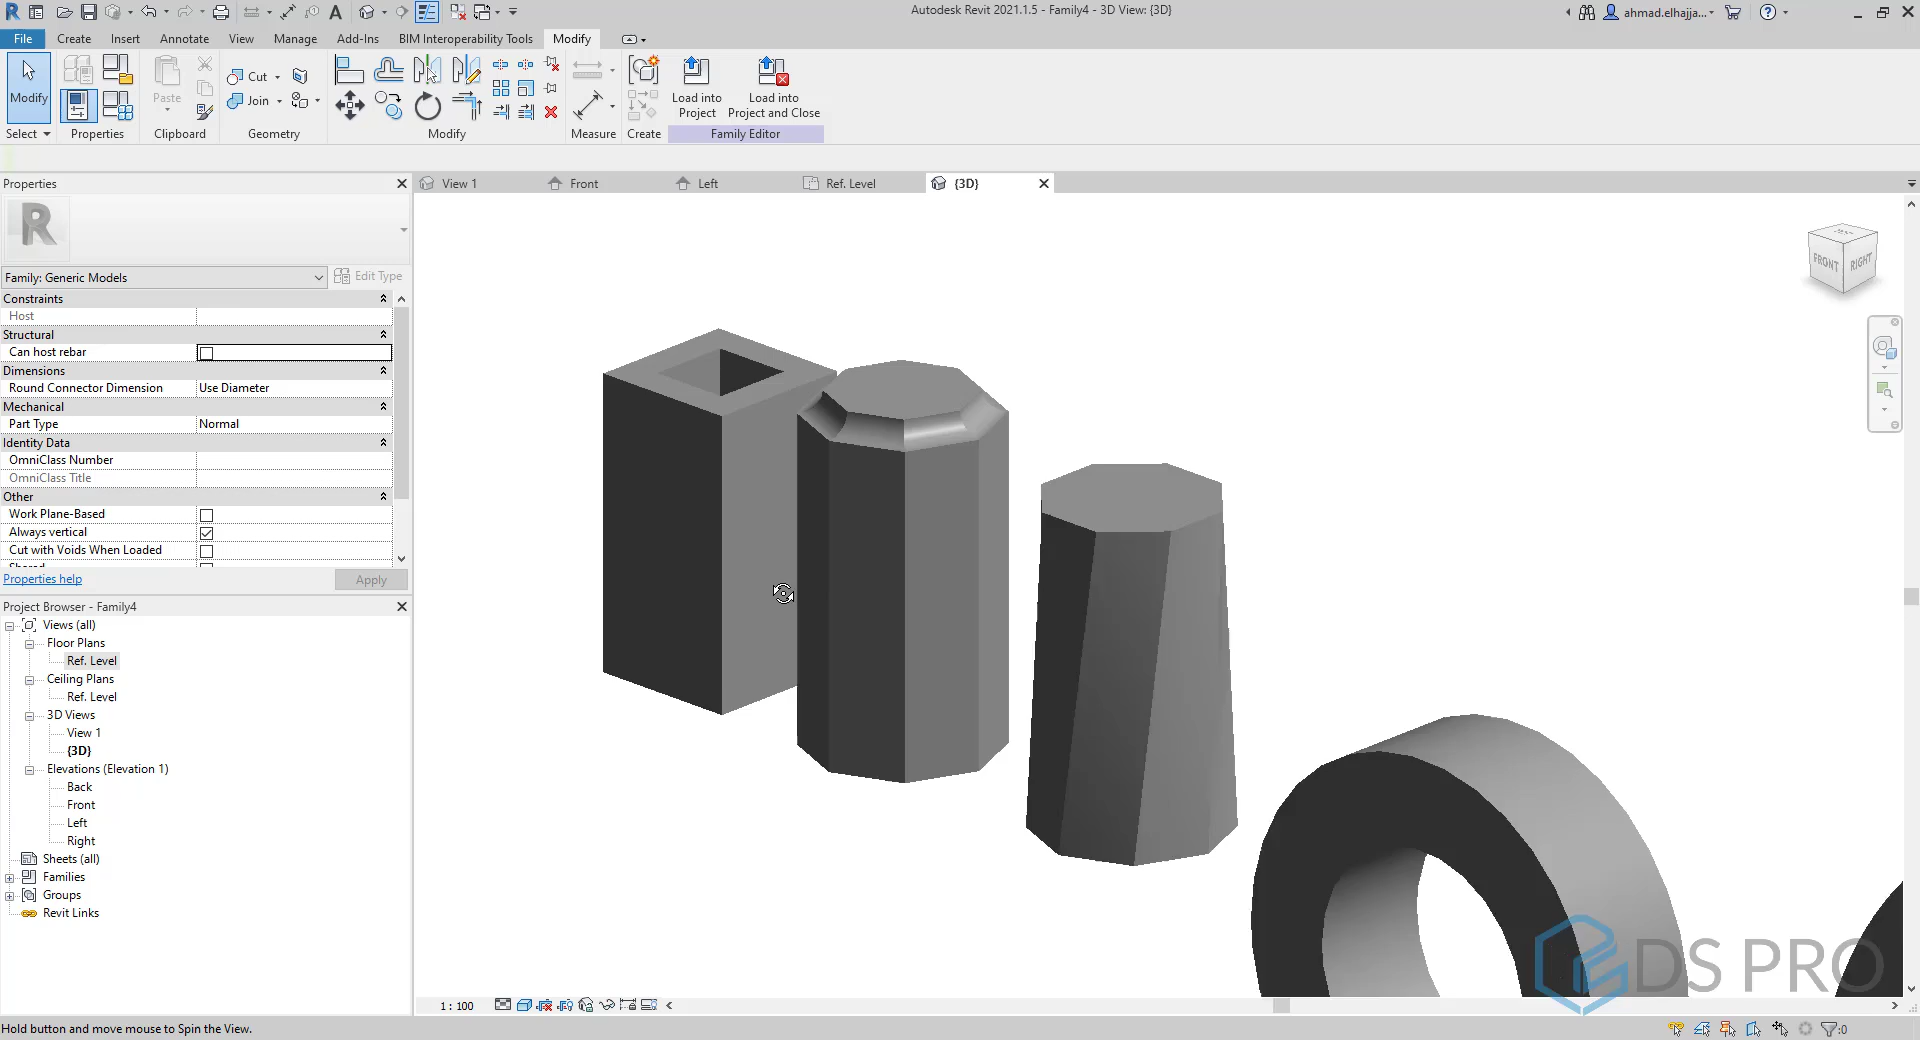 Autodesk Revit 2021.1.5 - Family4 - 3D View: {3D}
ahmad.elhajja...
File
Create
Insert
Annotate
View
Manage
Add-Ins
BIM Interoperability Tools
Modify
Modify
Paste
Cut
Join
Load into
Project
Load into
Project and Close
Select
Properties
Clipboard
Geometry
Modify
Measure
Create
Family Editor
Properties
View 1
Front
Left
Ref. Level
{3D}
R
Family: Generic Models
Edit Type
Constraints
Host
Structural
Can host rebar
Dimensions
Round Connector Dimension
Use Diameter
Mechanical
Part Type
Normal
Identity Data
OmniClass Number
OmniClass Title
Other
Work Plane-Based
Always vertical
Cut with Voids When Loaded
Shared
Properties help
Apply
Project Browser - Family4
Views (all)
Floor Plans
Ref. Level
Ceiling Plans
Ref. Level
3D Views
View 1
{3D}
Elevations (Elevation 1)
Back
Front
Left
Right
Sheets (all)
Families
Groups
Revit Links
TOP
FRONT
RIGHT
DS PRO
1 : 100
Hold button and move mouse to Spin the View.
:0